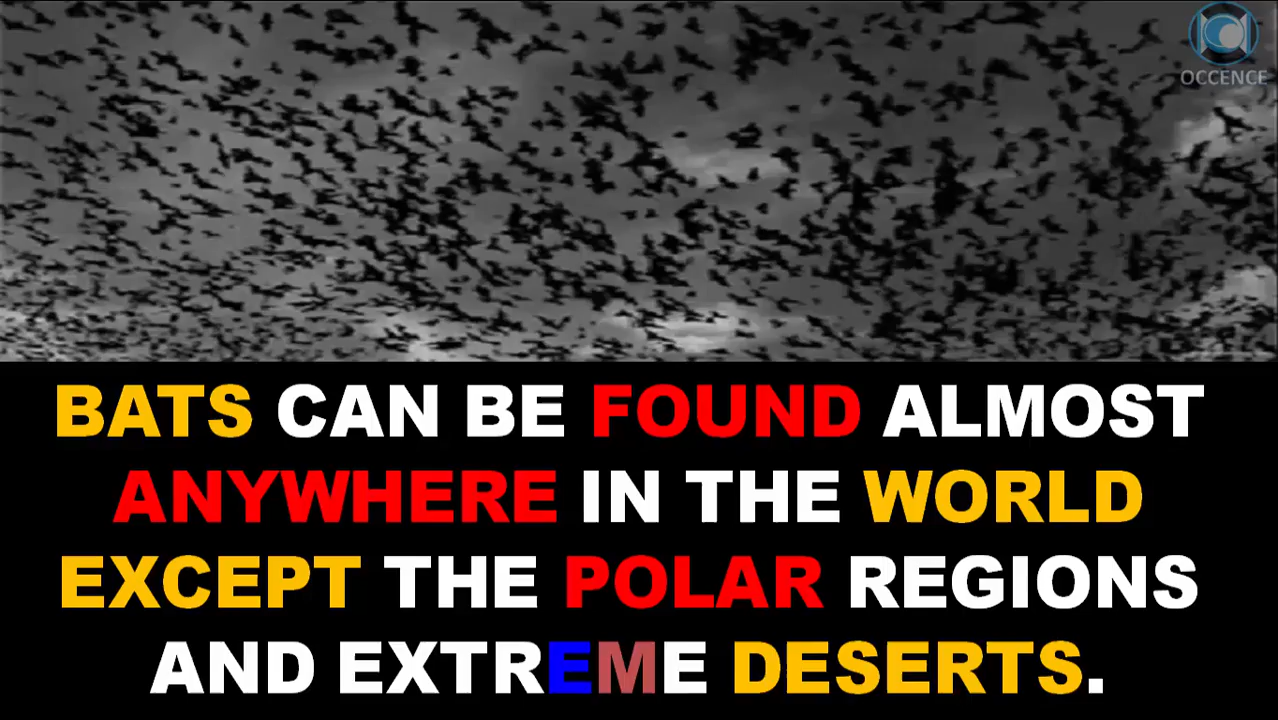 OCCENCE
BATS CAN BE FOUND ALMOST
ANYWHERE IN THE WORLD
EXCEPT THE POLAR REGIONS
AND EXTREME DESERTS.